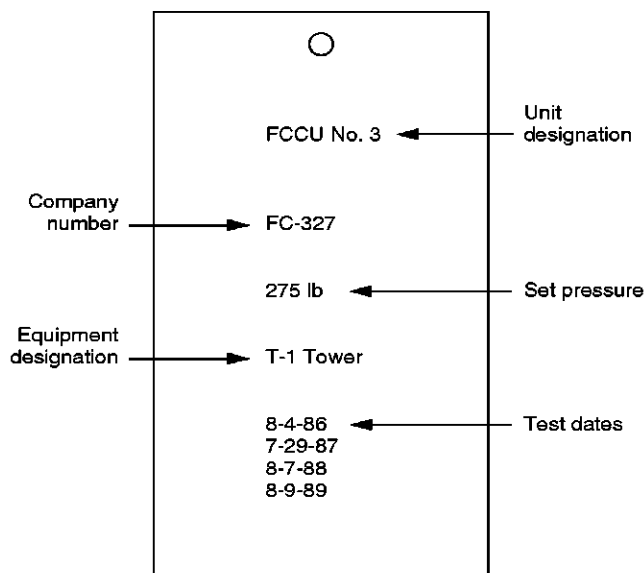 FCCU No. 3
Unit
designation
Company
number
FC-327
275 lb
Set pressure
Equipment
designation
T-1 Tower
8-4-86
Test dates
7-29-87
8-7-88
8-9-89